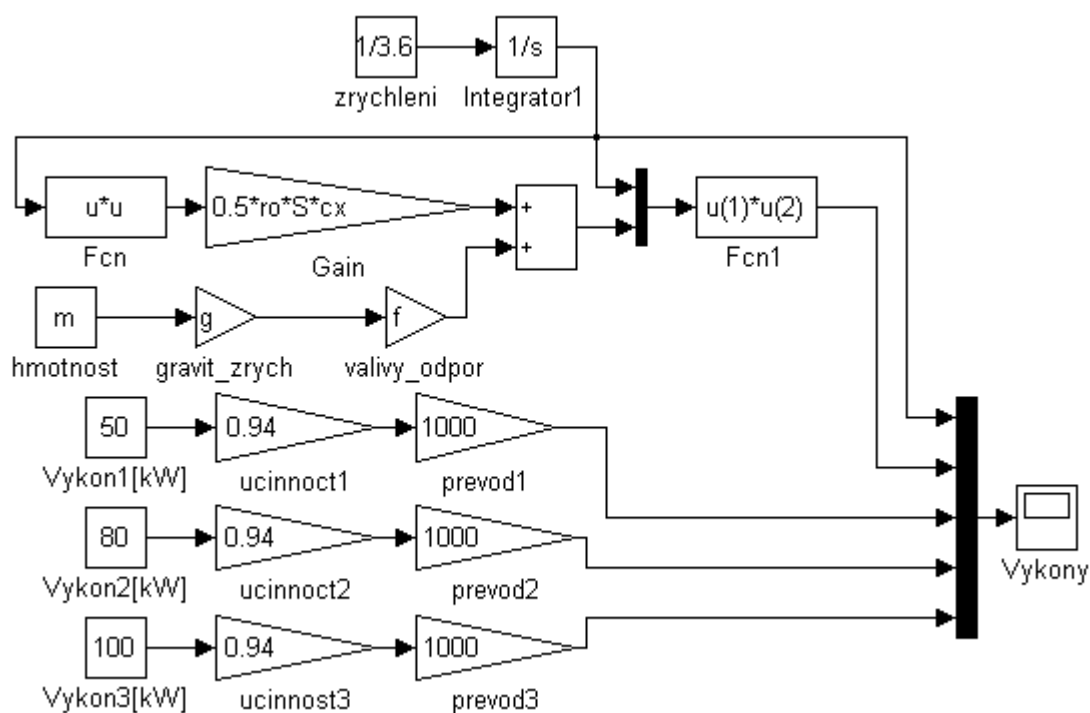 1/3.6
1/s
zrychleni
Integrator1
u*u
0.5*ro*S*cx
+
+
u(1)*u(2)
Fcn
Gain
Fcn1
m
g
f
hmotnost
gravit_zrych
valivy_odpor
50
0.94
1000
Vykon1[kW]
ucinnoct1
prevod1
80
0.94
1000
Vykon2[kW]
ucinnoct2
prevod2
Vykony
100
0.94
1000
Vykon3[kW]
ucinnost3
prevod3